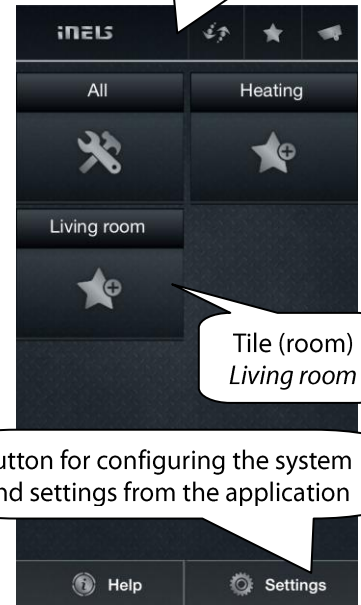 iNELS
All
Heating
Living room
Tile (room)
Living room
utton for configuring the system
nd settings from the application
Help
Settings